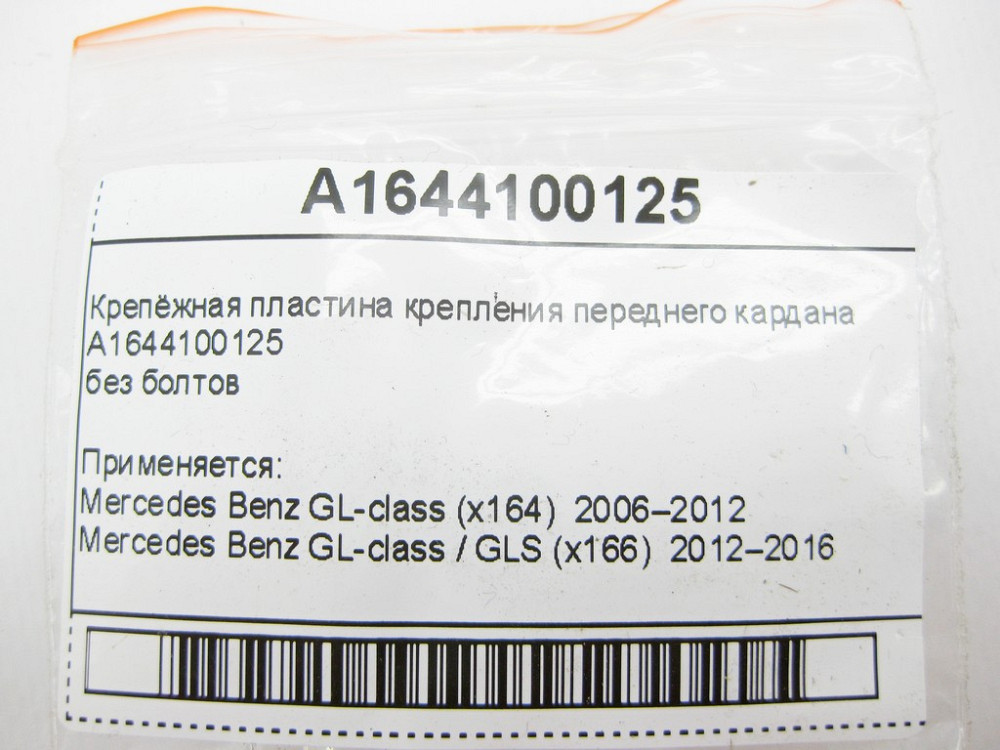 A1644100125
Крепёжная пластина крепления переднего кардана
A1644100125
без болтов
Применяется:
Mercedes Benz GL-class (x164) 2006–2012
Mercedes Benz GL-class / GLS (x166) 2012–2016